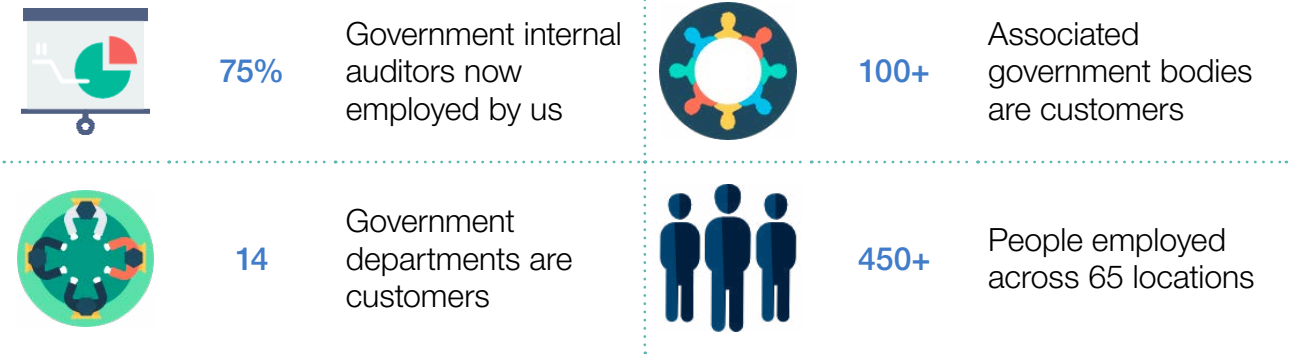 75%
Government internal
auditors now
employed by us
100+
Associated
government bodies
are customers
14
Government
departments are
customers
450+
People employed
across 65 locations